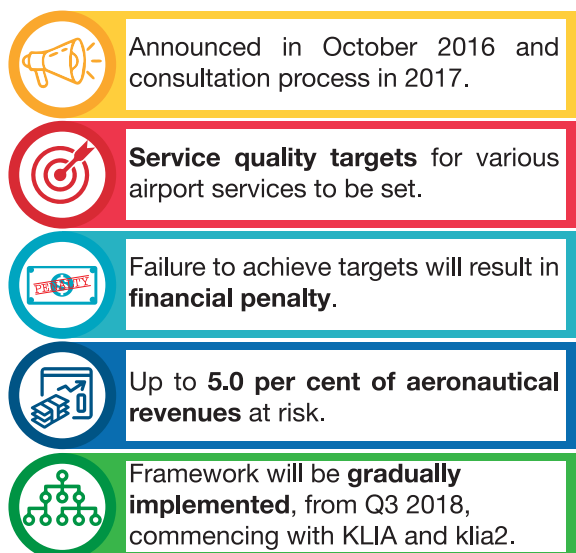 Announced in October 2016 and
consultation process in 2017.
Service quality targets for various
airport services to be set.
PENALTY
Failure to achieve targets will result in
financial penalty.
Up to 5.0 per cent of aeronautical
revenues at risk.
Framework will be gradually
implemented, from Q3 2018,
commencing with KLIA and klia2.